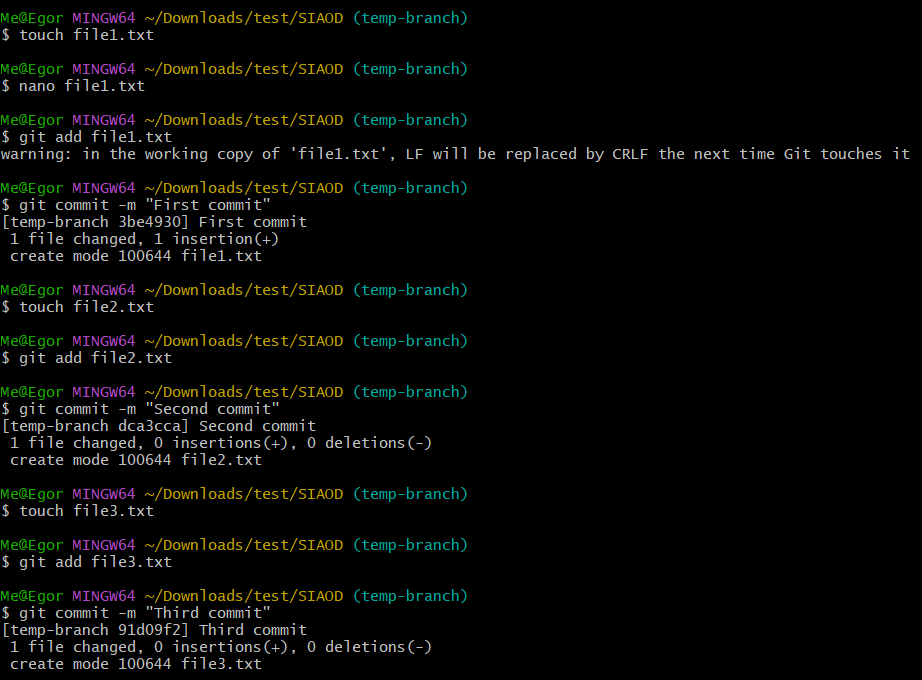 Me@Egor MINGW64 ~/Downloads/test/SIAOD (temp-branch)
$ touch file1.txt
Me@Egor MINGW64 ~/Downloads/test/SIAOD (temp-branch)
$ nano file1.txt
Me@Egor MINGW64 ~/Downloads/test/SIAOD (temp-branch)
$ git add file1.txt
warning: in the working copy of 'file1.txt', LF will be replaced by CRLF the next time Git touches it
Me@Egor MINGW64 ~/Downloads/test/SIAOD (temp-branch)
$ git commit -m "First commit"
[temp-branch 3be4930] First commit
 1 file changed, 1 insertion(+)
 create mode 100644 file1.txt
Me@Egor MINGW64 ~/Downloads/test/SIAOD (temp-branch)
$ touch file2.txt
Me@Egor MINGW64 ~/Downloads/test/SIAOD (temp-branch)
$ git add file2.txt
Me@Egor MINGW64 ~/Downloads/test/SIAOD (temp-branch)
$ git commit -m "Second commit"
[temp-branch dca3cca] Second commit
 1 file changed, 0 insertions(+), 0 deletions(-)
 create mode 100644 file2.txt
Me@Egor MINGW64 ~/Downloads/test/SIAOD (temp-branch)
$ touch file3.txt
Me@Egor MINGW64 ~/Downloads/test/SIAOD (temp-branch)
$ git add file3.txt
Me@Egor MINGW64 ~/Downloads/test/SIAOD (temp-branch)
$ git commit -m "Third commit"
[temp-branch 91d09f2] Third commit
 1 file changed, 0 insertions(+), 0 deletions(-)
 create mode 100644 file3.txt